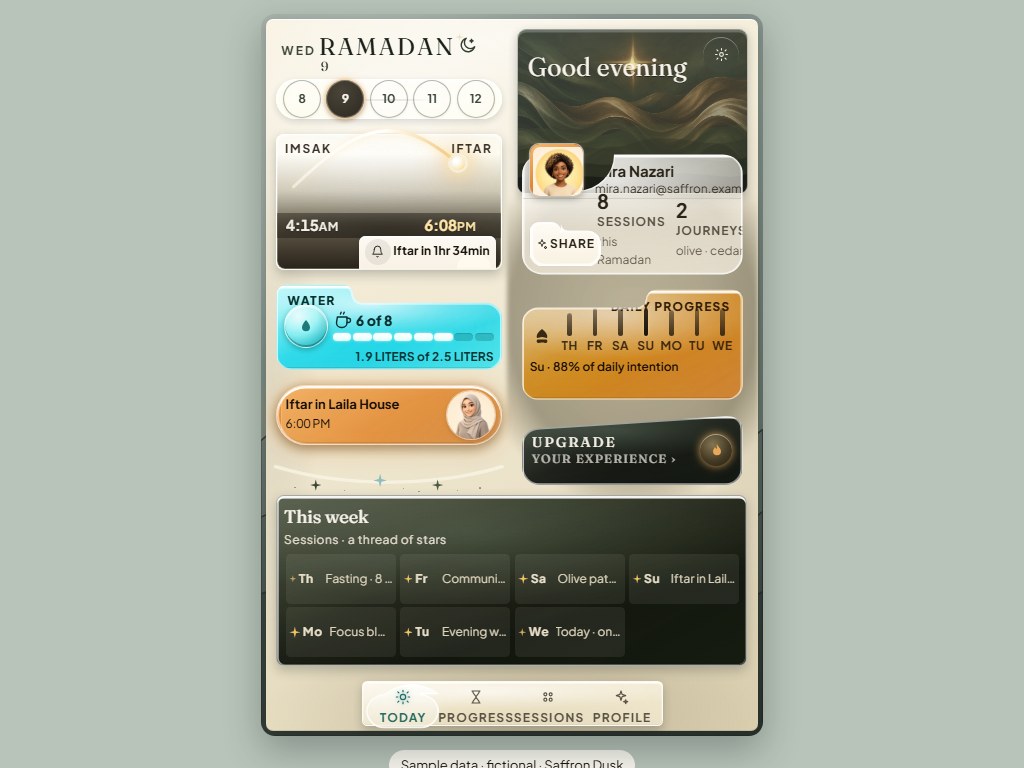 WED RAMADAN
9
8 9 10 11 12
IMSAK IFTAR
4:15AM 6:08PM
Iftar in 1hr 34min
WATER
6 of 8
1.9 LITERS of 2.5 LITERS
Iftar in Laila House
6:00 PM
Good evening
ra Nazari
mira.nazari@saffron.exam
8
SESSIONS
this
Ramadan
2
JOURNEYS
olive · cedar
SHARE
DAILY PROGRESS
TH FR SA SU MO TU WE
Su · 88% of daily intention
UPGRADE
YOUR EXPERIENCE ›
This week
Sessions · a thread of stars
Th Fasting · 8 …
Fr Communi…
Sa Olive pat…
Su Iftar in Lail…
Mo Focus bl…
Tu Evening w…
We Today · on…
TODAY PROGRESS SESSIONS PROFILE
Sample data · fictional · Saffron Dusk